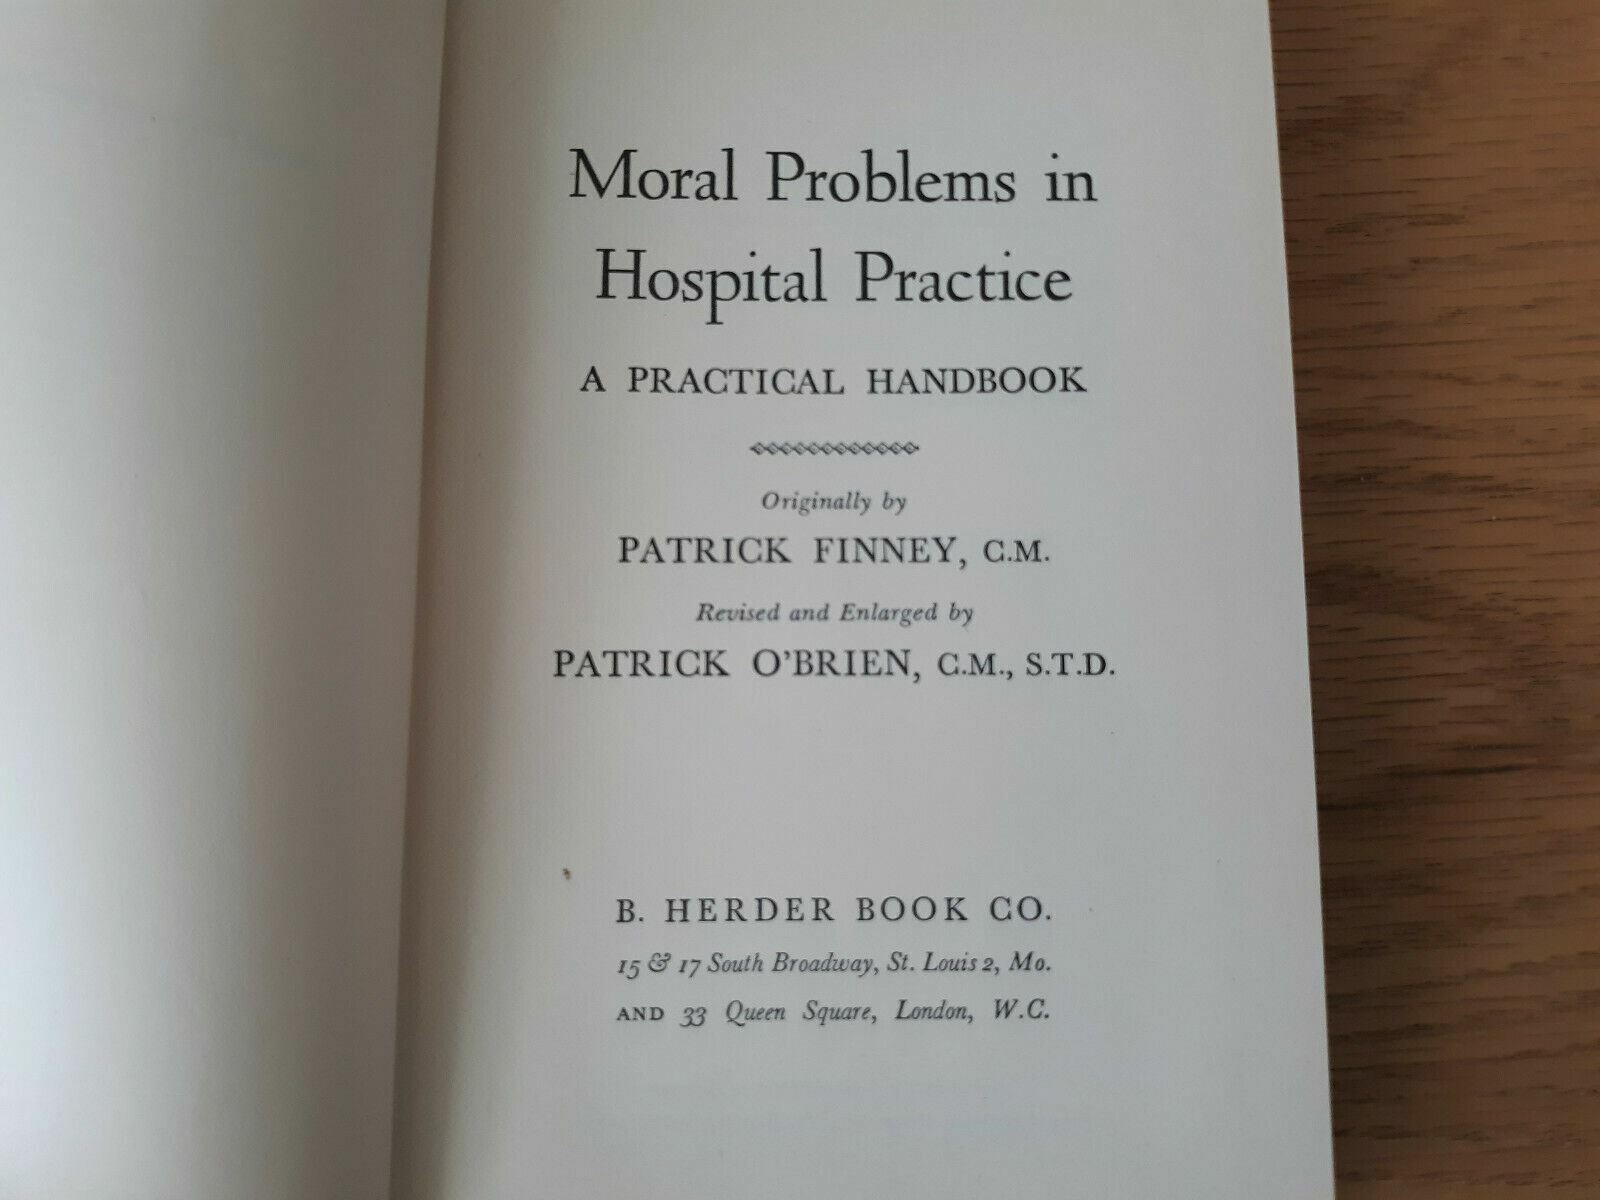 Moral Problems in
Hospital Practice
A PRACTICAL HANDBOOK
Originally by
PATRICK FINNEY, C.M.
Revised and Enlarged by
PATRICK O'BRIEN, C.M., S.T.D.
B. HERDER BOOK CO.
15 & 17 South Broadway, St. Louis 2, Mo.
AND 33 Queen Square, London, W.C.